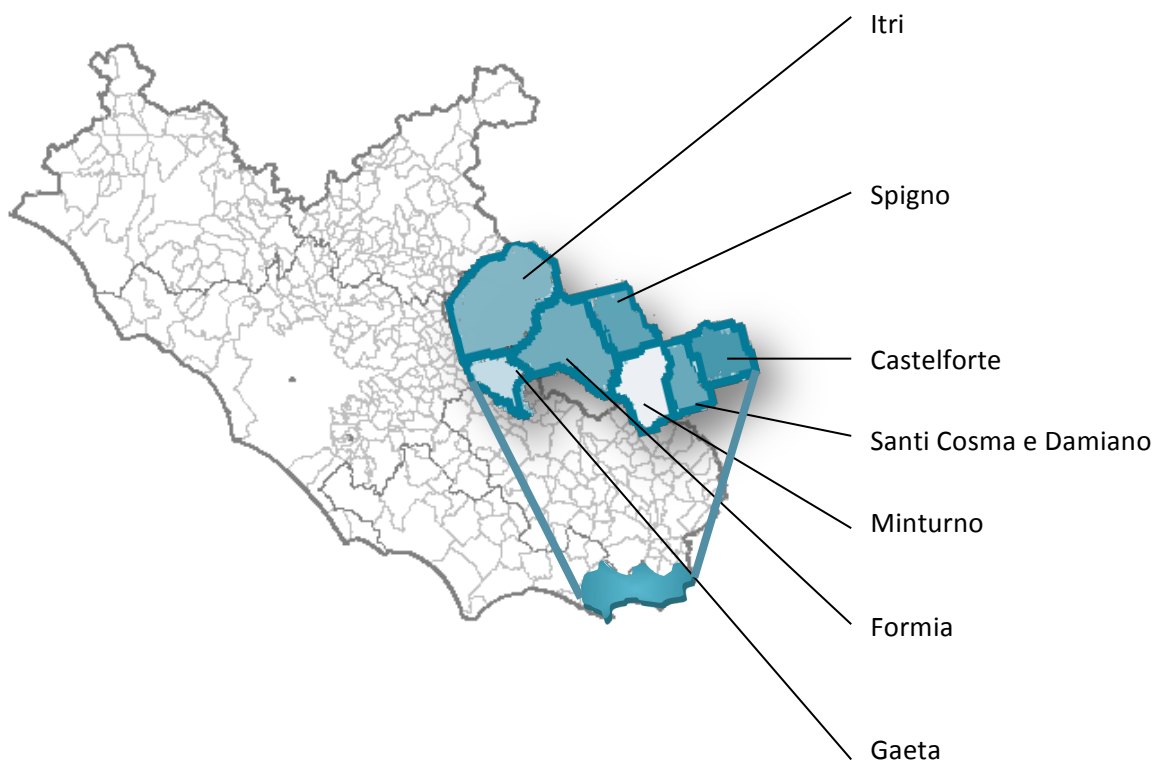 Itri
Spigno
Castelforte
Santi Cosma e Damiano
Minturno
Formia
Gaeta